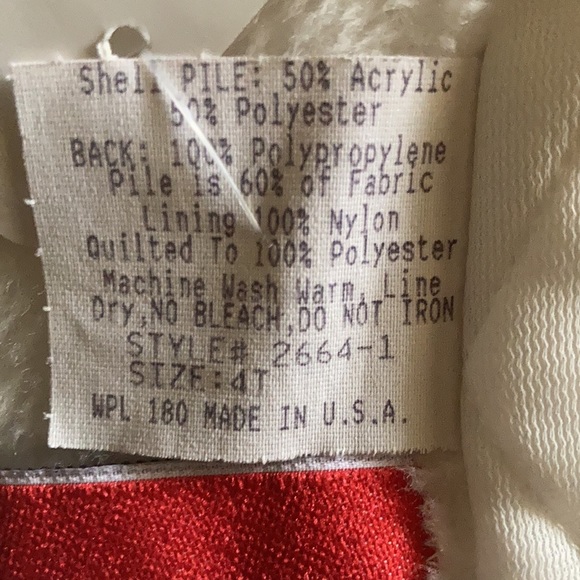 Shell PILE: 50% Acrylic
50% Polyester
BACK: 100% Polypropylene
Pile is 60% of Fabric
Lining 100% Nylon
Quilted To 100% Polyester
Machine Wash Warm, Line
Dry,NO BLEACH,DO NOT IRON
STYLE# 2664-1
SIZE:4T
WPL 180 MADE IN U.S.A.